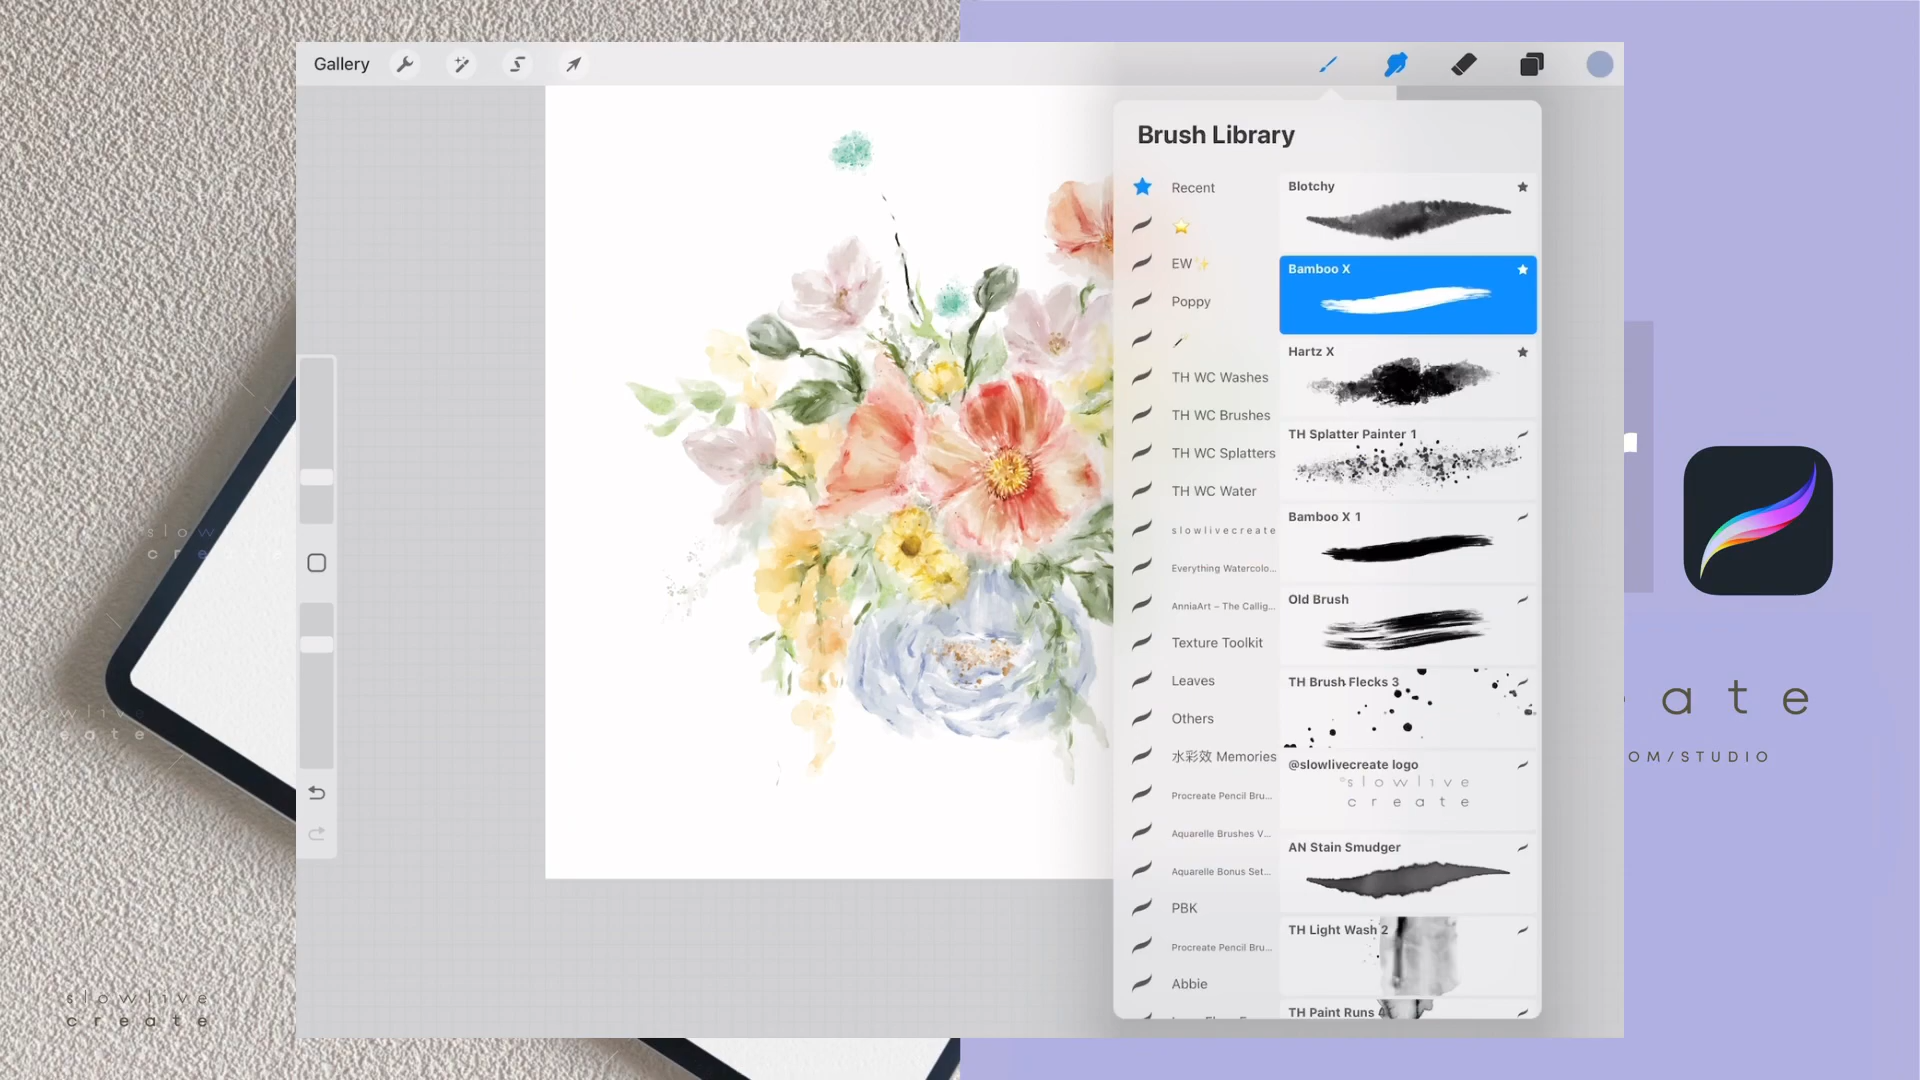 Gallery
Brush Library
Recent
EW
Poppy
TH WC Washes
TH WC Brushes
TH WC Splatters
TH WC Water
slowlivecreate
Everything Watercolo...
AnniaArt – The Callig...
Texture Toolkit
Leaves
Others
水彩效 Memories
Procreate Pencil Bru...
Aquarelle Brushes V...
Aquarelle Bonus Set...
PBK
Procreate Pencil Bru...
Abbie
Blotchy
Bamboo X
Hartz X
TH Splatter Painter 1
Bamboo X 1
Old Brush
TH Brush Flecks 3
@slowlivecreate logo
slowlive
create
AN Stain Smudger
TH Light Wash 2
TH Paint Runs 4
ate
OM/STUDIO
slowlive
create